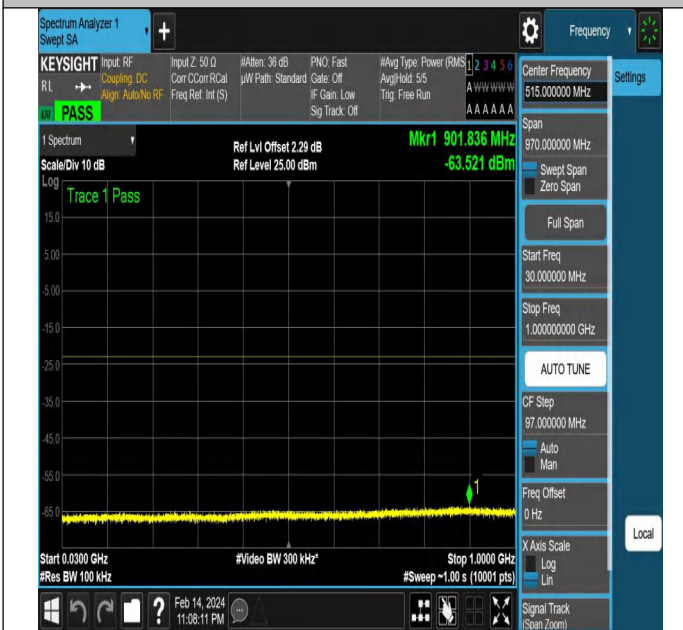 Spectrum Analyzer 1
Swept SA
+
Frequency
KEYSIGHT
RL
LXI
PASS
Input: RF
Coupling: DC
Align: Auto/No RF
Input Z: 50 Ω
Corr CCorr RCal
Freq Ref: Int (S)
#Atten: 36 dB
µW Path: Standard
PNO: Fast
Gate: Off
IF Gain: Low
Sig Track: Off
#Avg Type: Power (RMS
Avg|Hold: 5/5
Trig: Free Run
1 2 3 4 5 6
A W W W W W
A A A A A A
1 Spectrum
Scale/Div 10 dB
Log
Ref Lvl Offset 2.29 dB
Ref Level 25.00 dBm
Mkr1 901.836 MHz
-63.521 dBm
Trace 1 Pass
15.0
5.00
-5.00
-15.0
-25.0
-35.0
-45.0
-55.0
-65.0
1
Start 0.0300 GHz
#Res BW 100 kHz
#Video BW 300 kHz*
Stop 1.0000 GHz
#Sweep ~1.00 s (10001 pts)
Center Frequency
515.000000 MHz
Span
970.000000 MHz
Swept Span
Zero Span
Full Span
Start Freq
30.000000 MHz
Stop Freq
1.000000000 GHz
AUTO TUNE
CF Step
97.000000 MHz
Auto
Man
Freq Offset
0 Hz
X Axis Scale
Log
Lin
Signal Track
(Span Zoom)
Settings
Local
?
Feb 14, 2024
11:08:11 PM